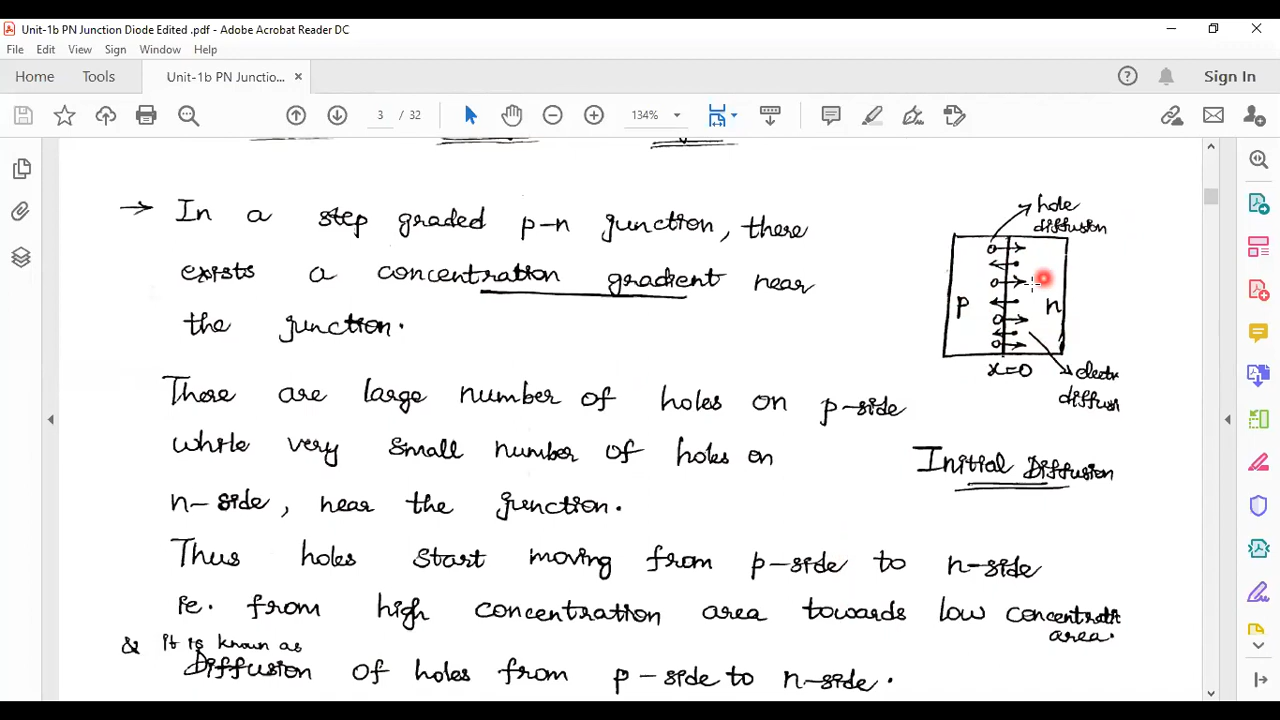 Unit-1b PN Junction Diode Edited .pdf - Adobe Acrobat Reader DC
File Edit View Sign Window Help
Home Tools Unit-1b PN Junctio... × Sign In
3 / 32 134%
→ In a step graded p-n junction, there
exists a concentration gradient near
the junction.
hole
diffusion
p n
x=0
electr
diffusi
Initial Diffusion
There are large number of holes on p-side
while very small number of holes on
n-side, near the junction.
Thus holes start moving from p-side to n-side
ie. from high concentration area towards low concentrati
area.
& it is known as
Diffusion of holes from p-side to n-side.